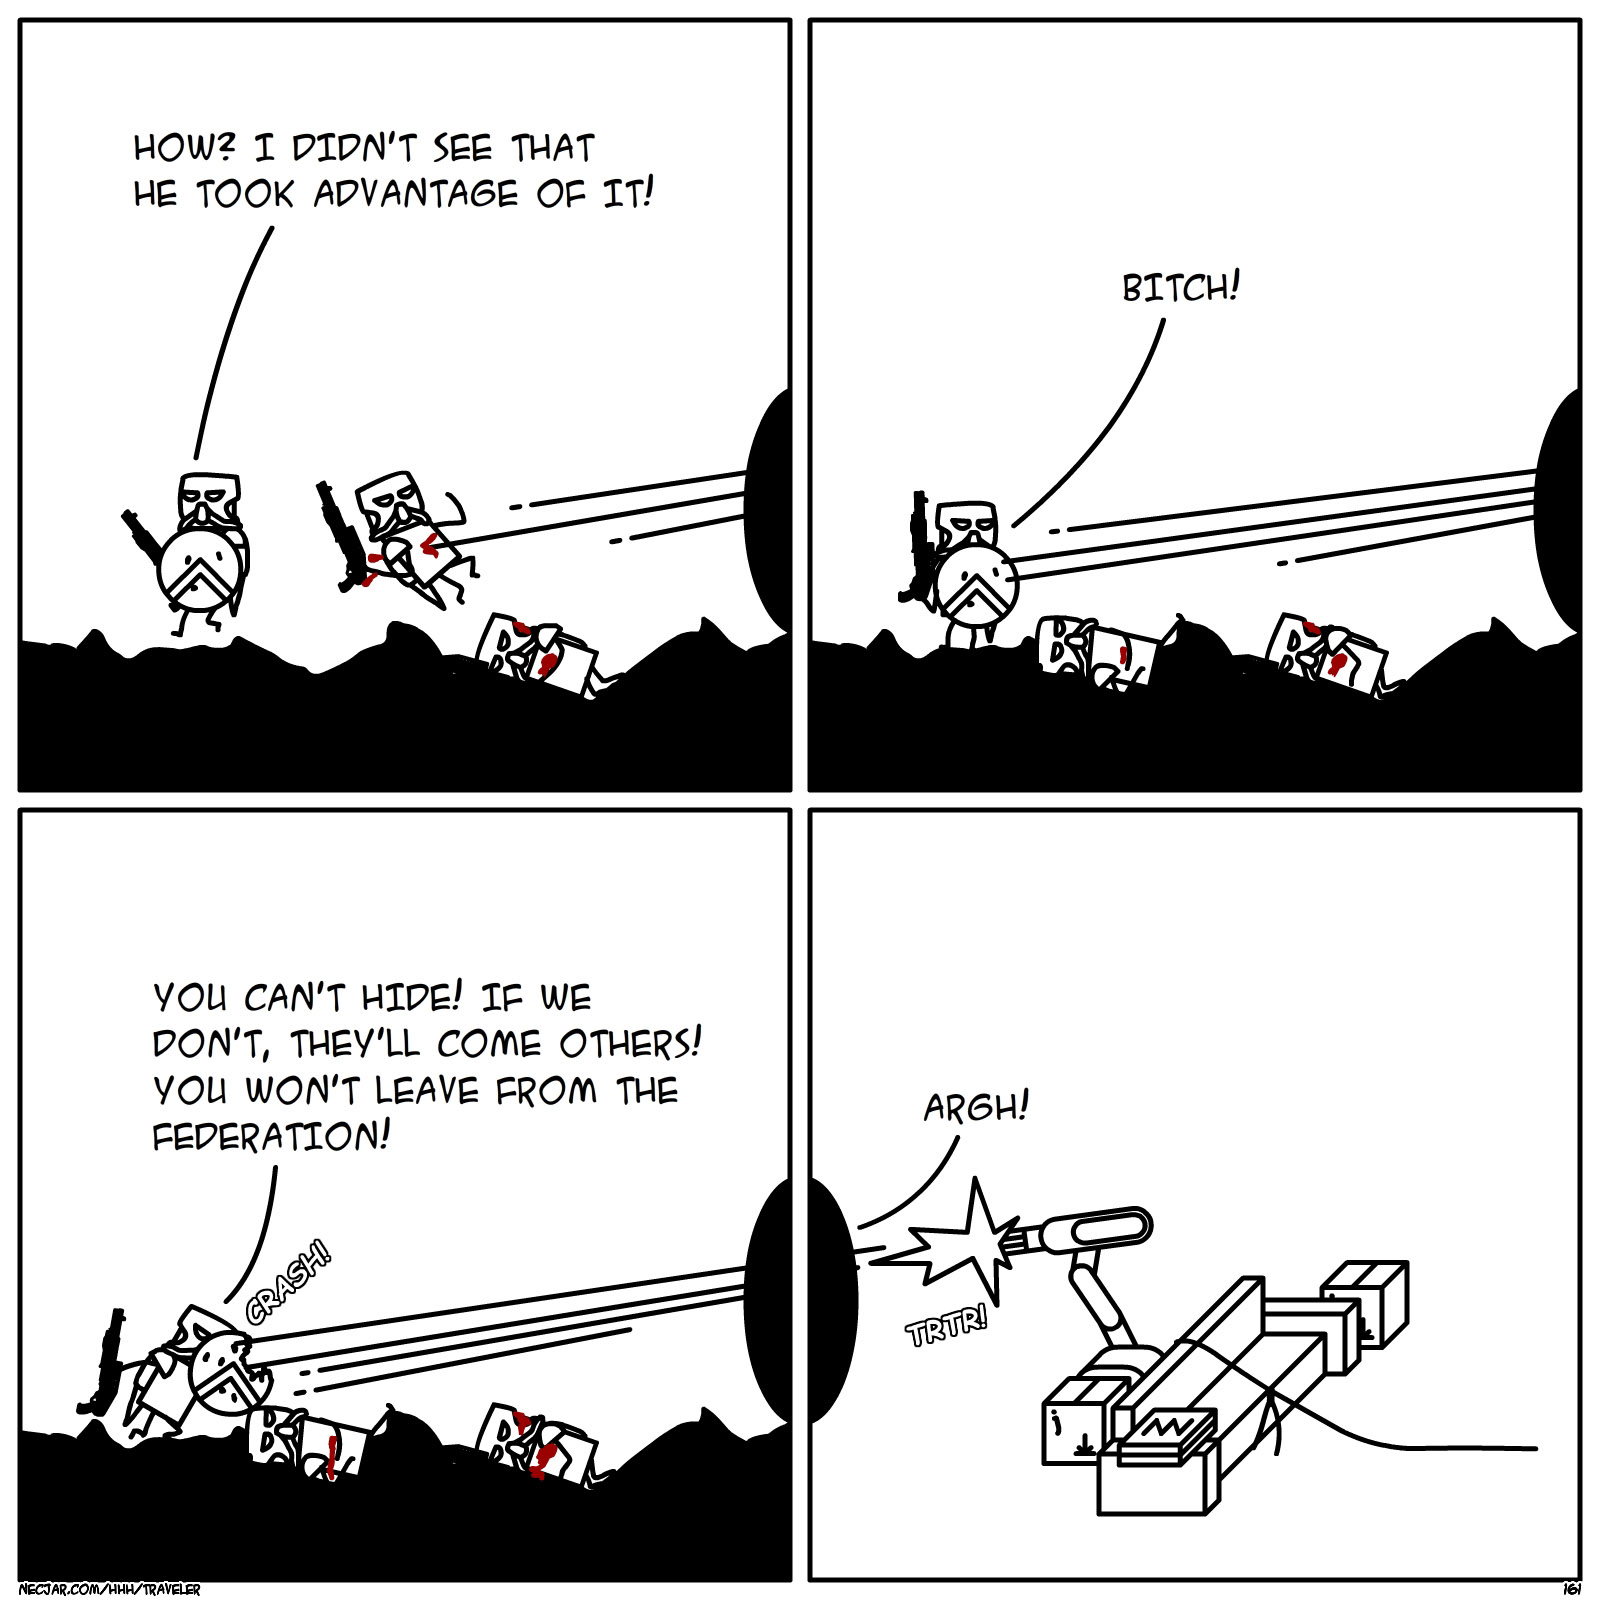 HOW? I DIDN'T SEE THAT
HE TOOK ADVANTAGE OF IT!
BITCH!
YOU CAN'T HIDE! IF WE
DON'T, THEY'LL COME OTHERS!
YOU WON'T LEAVE FROM THE
FEDERATION!
CRASH!
ARGH!
TRTR!
NECJAR.COM/HHH/TRAVELER
161